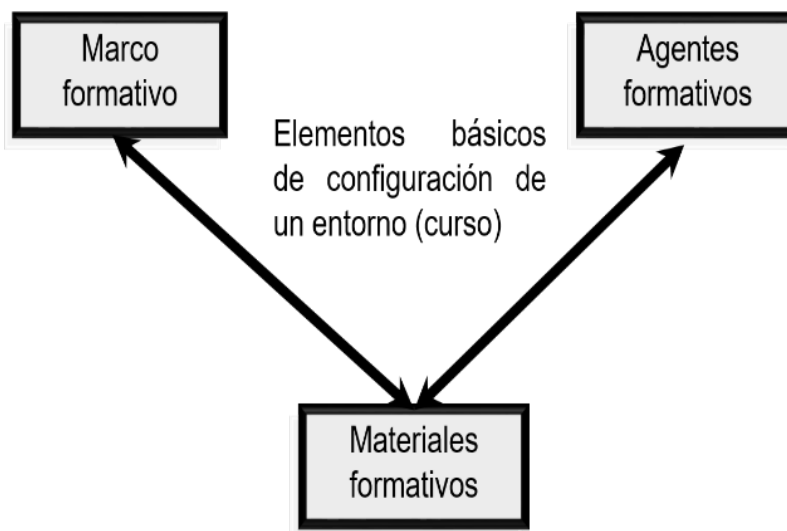 Marco
formativo
Agentes
formativos
Elementos básicos
de configuración de
un entorno (curso)
Materiales
formativos